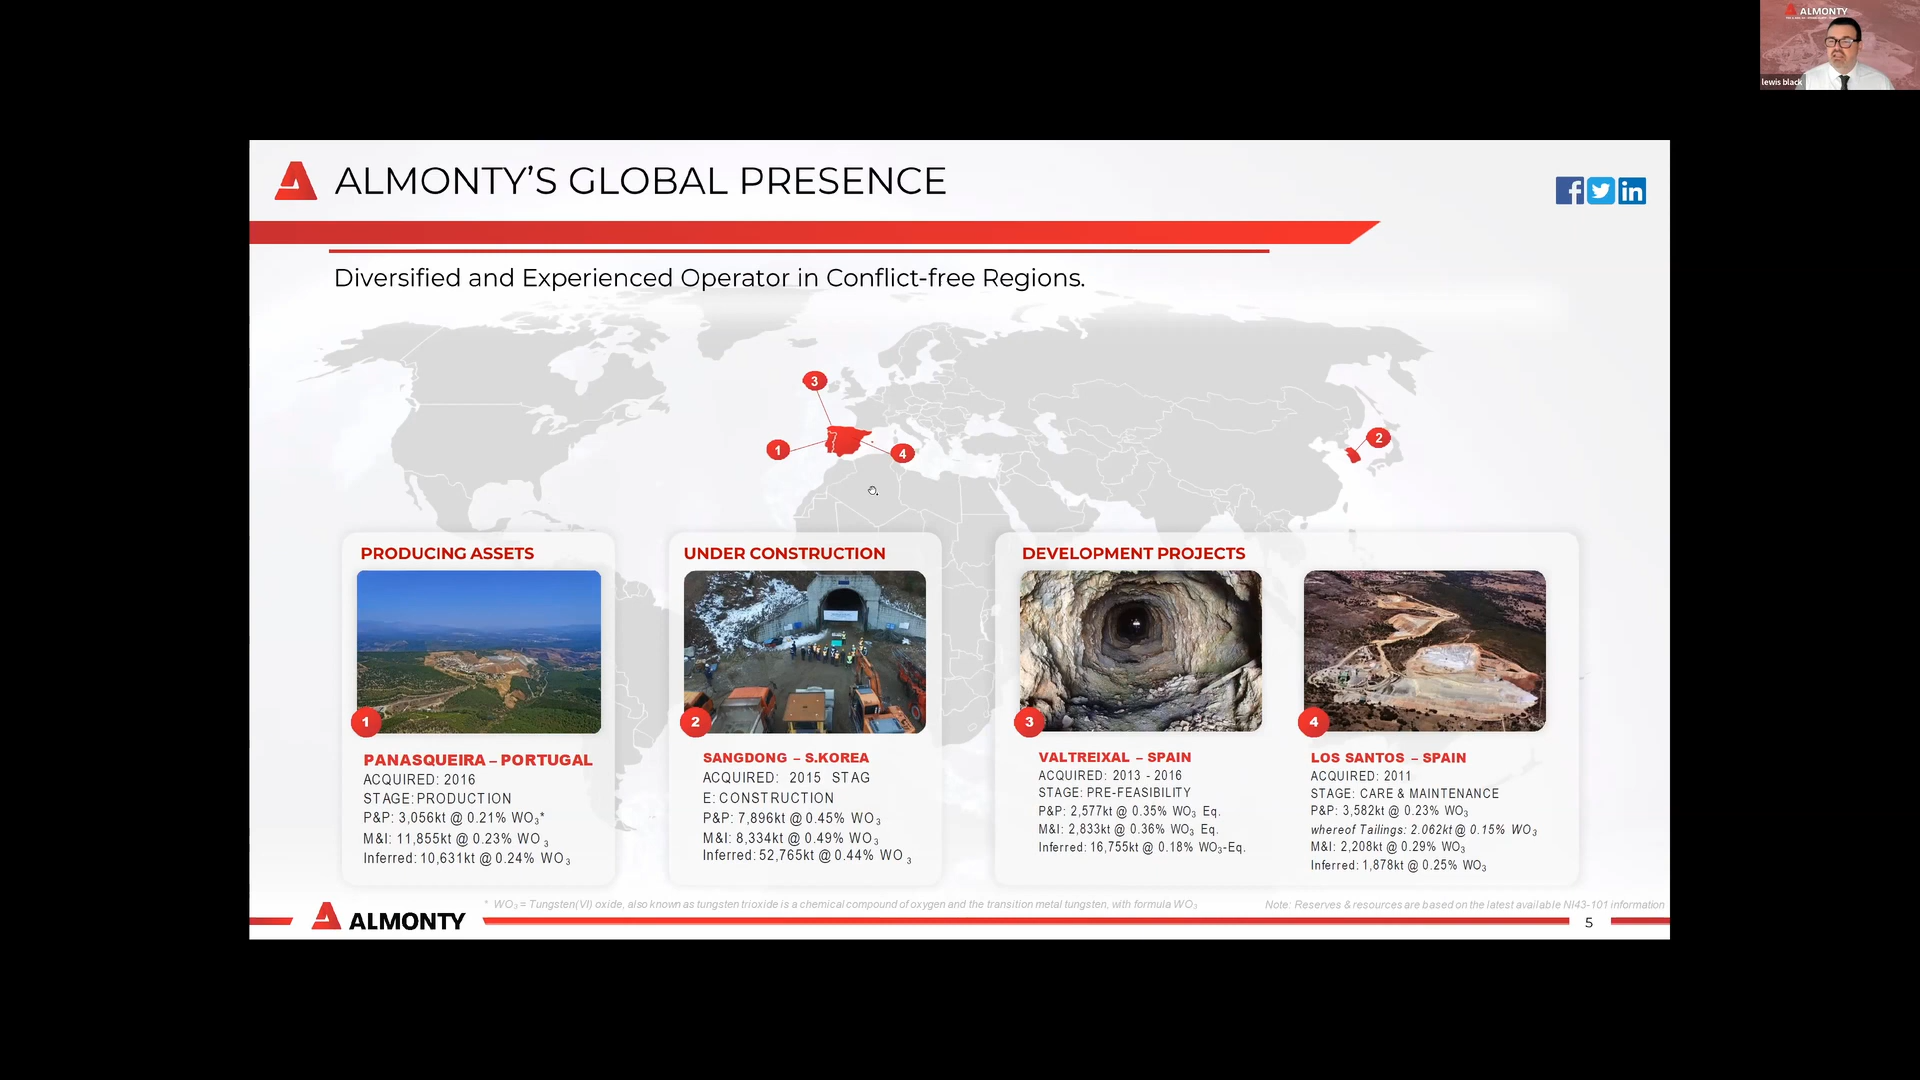 ALMONTY
lewis black
ALMONTY'S GLOBAL PRESENCE
Diversified and Experienced Operator in Conflict-free Regions.
3
1
4
2
PRODUCING ASSETS
1
PANASQUEIRA – PORTUGAL
ACQUIRED: 2016
STAGE: PRODUCTION
P&P: 3,056kt @ 0.21% WO₃*
M&I: 11,855kt @ 0.23% WO₃
Inferred: 10,631kt @ 0.24% WO₃
UNDER CONSTRUCTION
2
SANGDONG – S.KOREA
ACQUIRED: 2015 STAG
E: CONSTRUCTION
P&P: 7,896kt @ 0.45% WO₃
M&I: 8,334kt @ 0.49% WO₃
Inferred: 52,765kt @ 0.44% WO₃
DEVELOPMENT PROJECTS
3
VALTREIXAL – SPAIN
ACQUIRED: 2013 - 2016
STAGE: PRE-FEASIBILITY
P&P: 2,577kt @ 0.35% WO₃ Eq.
M&I: 2,833kt @ 0.36% WO₃ Eq.
Inferred: 16,755kt @ 0.18% WO₃-Eq.
4
LOS SANTOS – SPAIN
ACQUIRED: 2011
STAGE: CARE & MAINTENANCE
P&P: 3,582kt @ 0.23% WO₃
whereof Tailings: 2.062kt @ 0.15% WO₃
M&I: 2,208kt @ 0.29% WO₃
Inferred: 1,878kt @ 0.25% WO₃
* WO₃ = Tungsten(VI) oxide, also known as tungsten trioxide is a chemical compound of oxygen and the transition metal tungsten, with formula WO₃
Note: Reserves & resources are based on the latest available NI43-101 information
ALMONTY
5